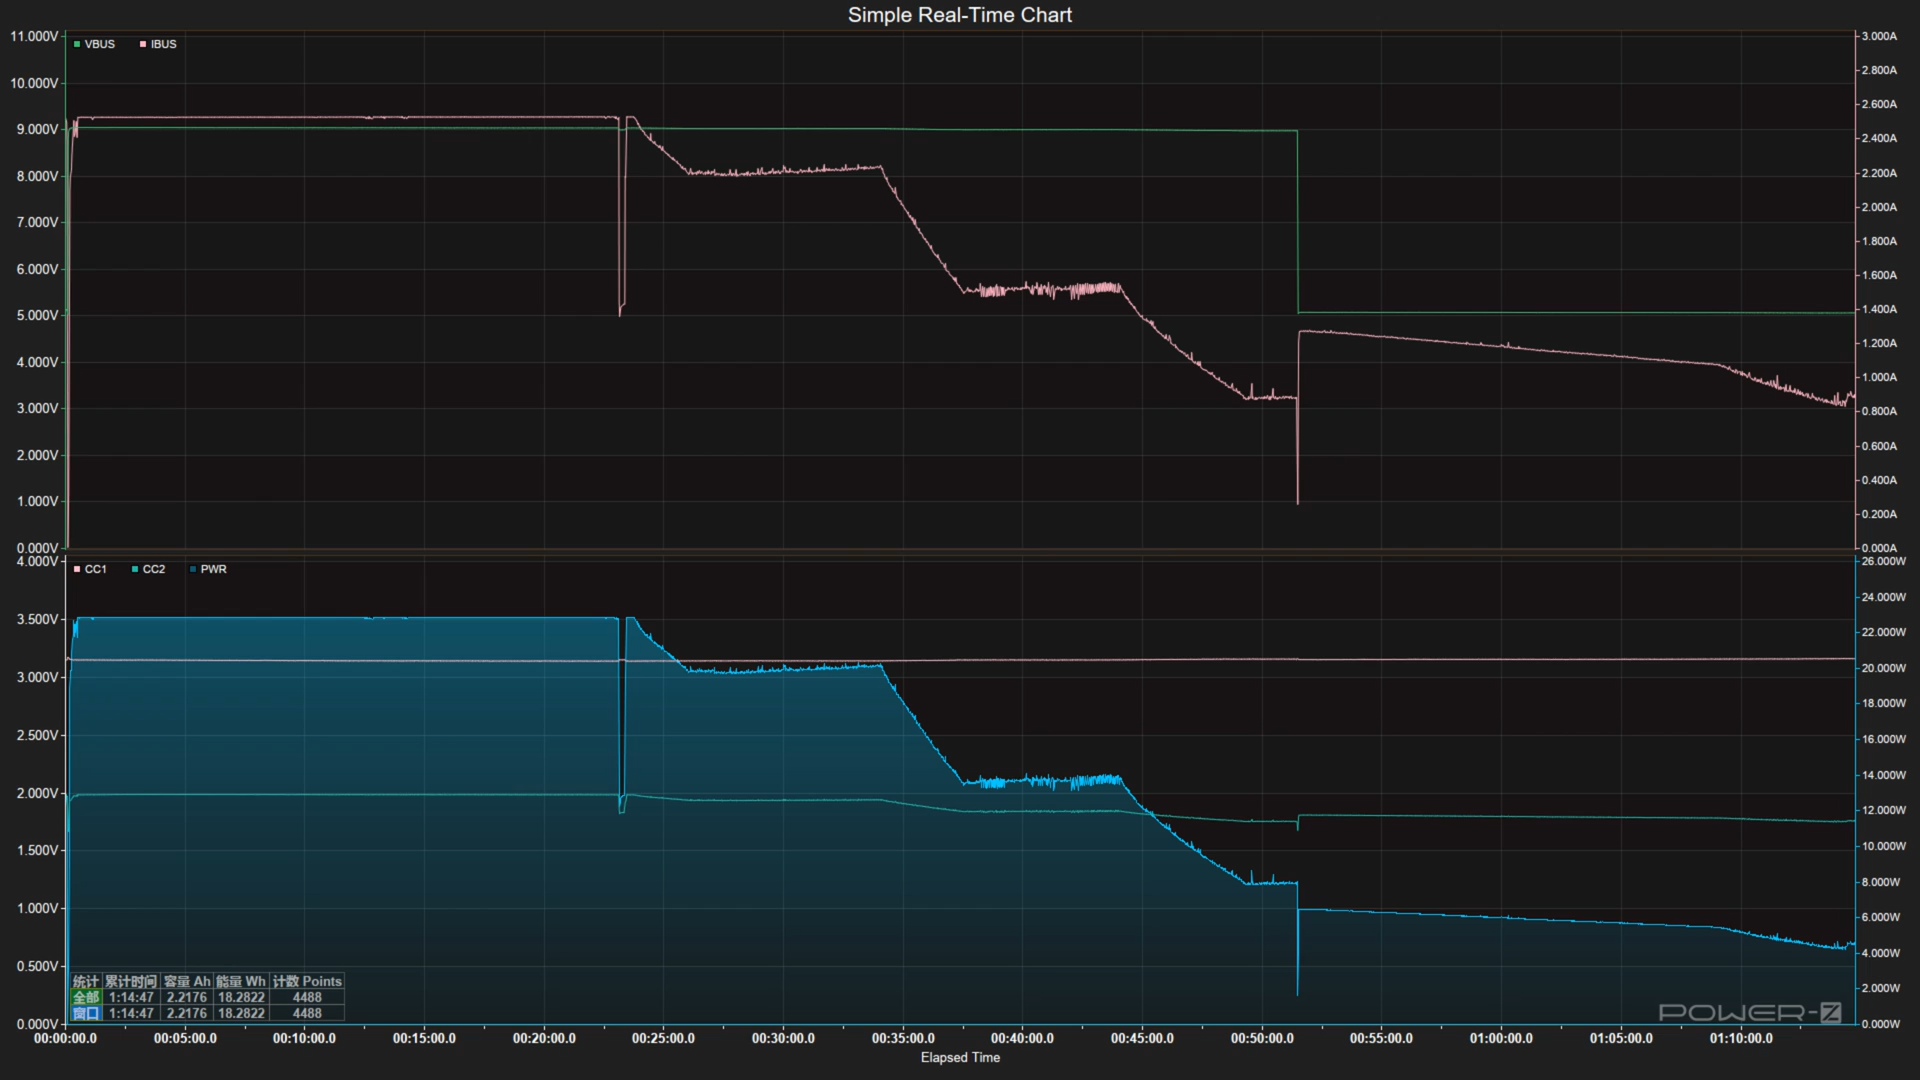 Simple Real-Time Chart
VBUS IBUS
11.000V
10.000V
9.000V
8.000V
7.000V
6.000V
5.000V
4.000V
3.000V
2.000V
1.000V
0.000V
3.000A
2.800A
2.600A
2.400A
2.200A
2.000A
1.800A
1.600A
1.400A
1.200A
1.000A
0.800A
0.600A
0.400A
0.200A
0.000A
CC1 CC2 PWR
4.000V
3.500V
3.000V
2.500V
2.000V
1.500V
1.000V
0.500V
0.000V
26.000W
24.000W
22.000W
20.000W
18.000W
16.000W
14.000W
12.000W
10.000W
8.000W
6.000W
4.000W
2.000W
0.000W
统计 累计时间 容量 Ah 能量 Wh 计数 Points
全部 1:14:47 2.2176 18.2822 4488
窗口 1:14:47 2.2176 18.2822 4488
POWER-Z
00:00:00.0 00:05:00.0 00:10:00.0 00:15:00.0 00:20:00.0 00:25:00.0 00:30:00.0 00:35:00.0 00:40:00.0 00:45:00.0 00:50:00.0 00:55:00.0 01:00:00.0 01:05:00.0 01:10:00.0
Elapsed Time